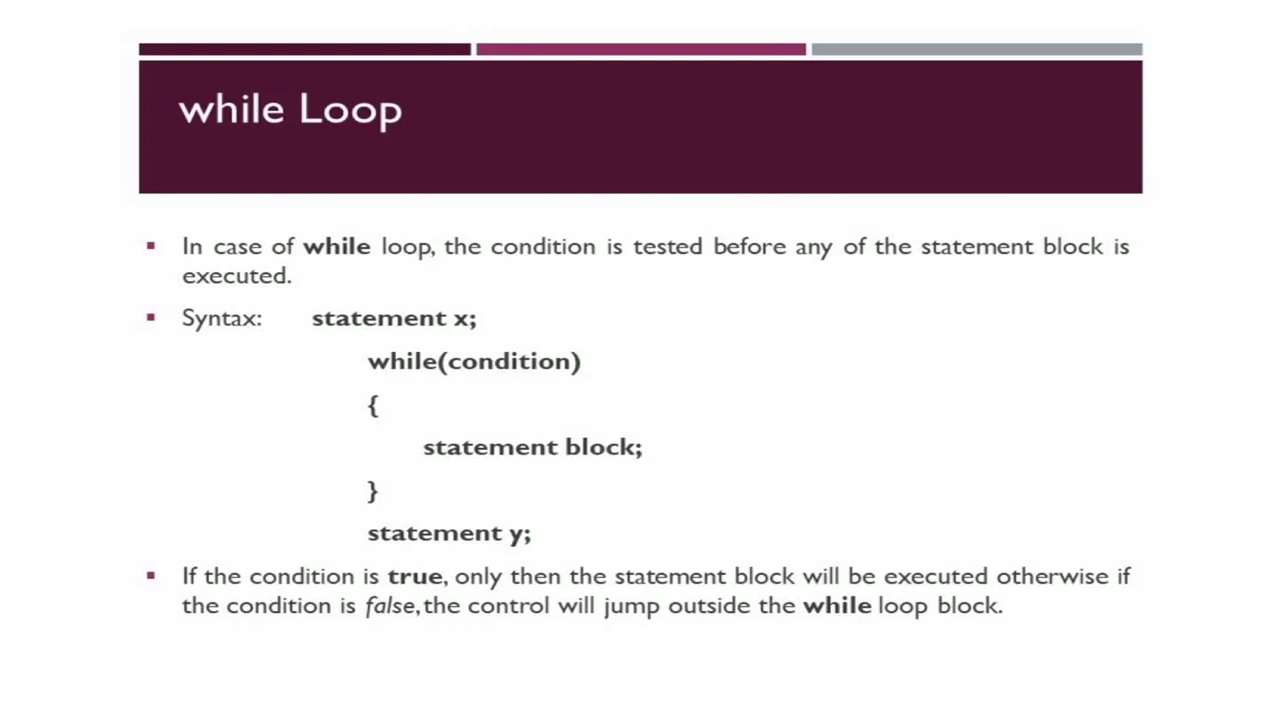 while Loop
In case of while loop, the condition is tested before any of the statement block is
executed.
Syntax: statement x;
while(condition)
{
statement block;
}
statement y;
If the condition is true, only then the statement block will be executed otherwise if
the condition is false, the control will jump outside the while loop block.